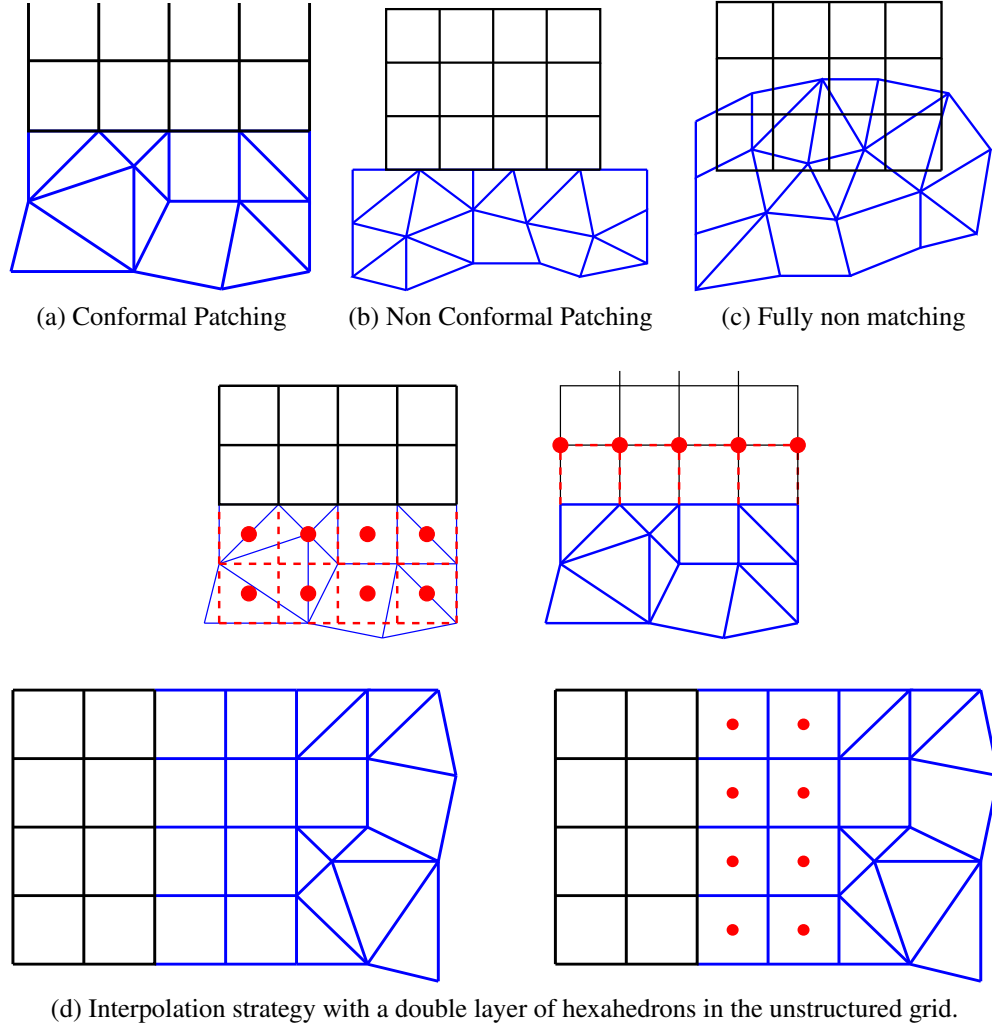 (a) Conformal Patching
(b) Non Conformal Patching
(c) Fully non matching
(d) Interpolation strategy with a double layer of hexahedrons in the unstructured grid.